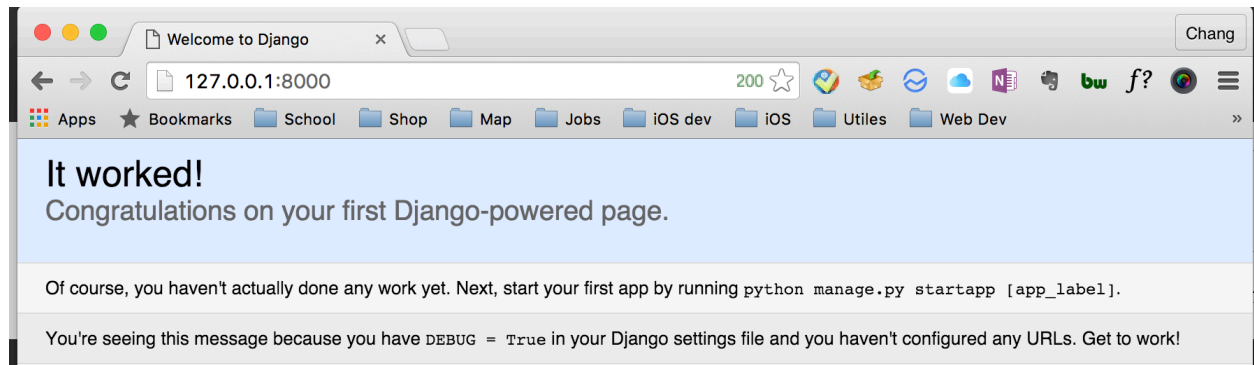 Welcome to Django
Chang
127.0.0.1:8000 200 N bw f?
Apps Bookmarks School Shop Map Jobs iOS dev iOS Utiles Web Dev »
It worked!
Congratulations on your first Django-powered page.
Of course, you haven't actually done any work yet. Next, start your first app by running python manage.py startapp [app_label].
You're seeing this message because you have DEBUG = True in your Django settings file and you haven't configured any URLs. Get to work!